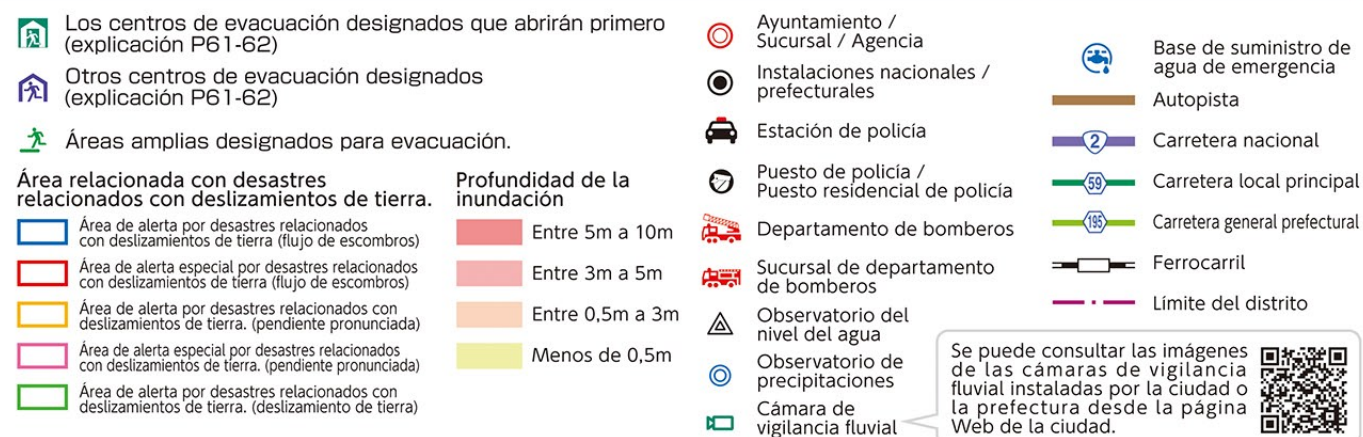 Los centros de evacuación designados que abrirán primero
(explicación P61-62)
Otros centros de evacuación designados
(explicación P61-62)
Áreas amplias designados para evacuación.
Área relacionada con desastres
relacionados con deslizamientos de tierra.
Área de alerta por desastres relacionados
con deslizamientos de tierra (flujo de escombros)
Área de alerta especial por desastres relacionados
con deslizamientos de tierra (flujo de escombros)
Área de alerta por desastres relacionados con
deslizamientos de tierra. (pendiente pronunciada)
Área de alerta especial por desastres relacionados
con deslizamientos de tierra. (pendiente pronunciada)
Área de alerta por desastres relacionados con
deslizamientos de tierra. (deslizamiento de tierra)
Profundidad de la
inundación
Entre 5m a 10m
Entre 3m a 5m
Entre 0,5m a 3m
Menos de 0,5m
Ayuntamiento /
Sucursal / Agencia
Instalaciones nacionales /
prefecturales
Estación de policía
Puesto de policía /
Puesto residencial de policía
Departamento de bomberos
Sucursal de departamento
de bomberos
Observatorio del
nivel del agua
Observatorio de
precipitaciones
Cámara de
vigilancia fluvial
Base de suministro de
agua de emergencia
Autopista
2
Carretera nacional
59
Carretera local principal
195
Carretera general prefectural
Ferrocarril
Límite del distrito
Se puede consultar las imágenes
de las cámaras de vigilancia
fluvial instaladas por la ciudad o
la prefectura desde la página
Web de la ciudad.